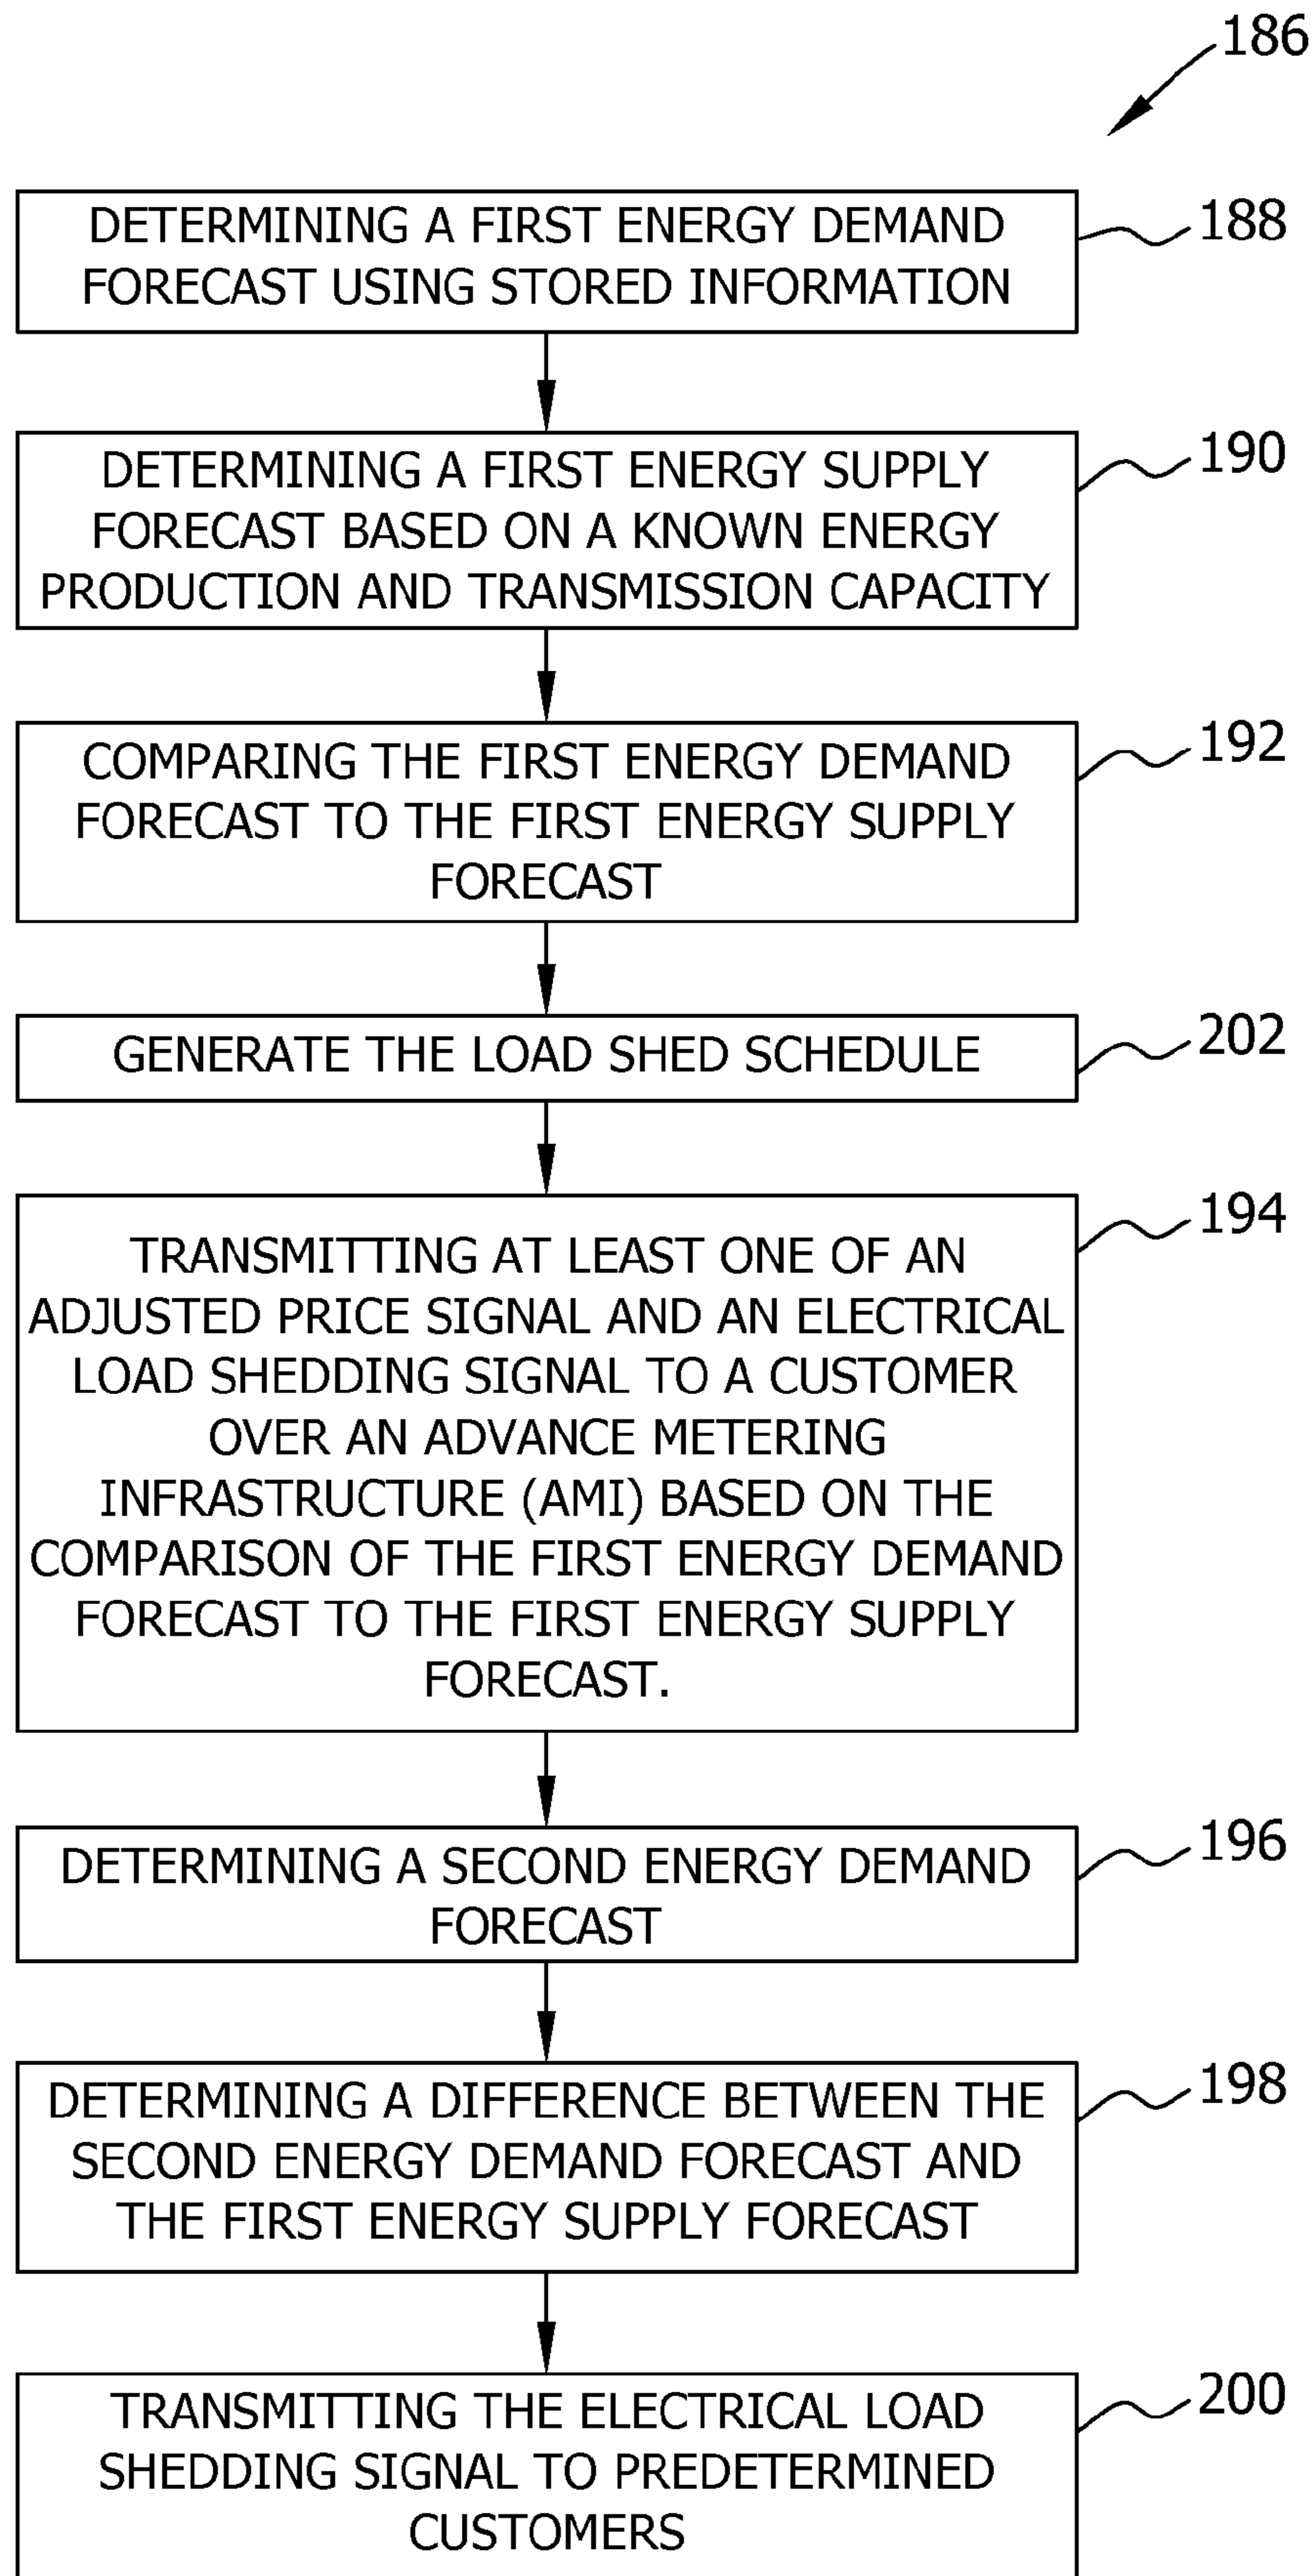 186
DETERMINING A FIRST ENERGY DEMAND
FORECAST USING STORED INFORMATION
188
DETERMINING A FIRST ENERGY SUPPLY
FORECAST BASED ON A KNOWN ENERGY
PRODUCTION AND TRANSMISSION CAPACITY
190
COMPARING THE FIRST ENERGY DEMAND
FORECAST TO THE FIRST ENERGY SUPPLY
FORECAST
192
GENERATE THE LOAD SHED SCHEDULE
202
TRANSMITTING AT LEAST ONE OF AN
ADJUSTED PRICE SIGNAL AND AN ELECTRICAL
LOAD SHEDDING SIGNAL TO A CUSTOMER
OVER AN ADVANCE METERING
INFRASTRUCTURE (AMI) BASED ON THE
COMPARISON OF THE FIRST ENERGY DEMAND
FORECAST TO THE FIRST ENERGY SUPPLY
FORECAST.
194
DETERMINING A SECOND ENERGY DEMAND
FORECAST
196
DETERMINING A DIFFERENCE BETWEEN THE
SECOND ENERGY DEMAND FORECAST AND
THE FIRST ENERGY SUPPLY FORECAST
198
TRANSMITTING THE ELECTRICAL LOAD
SHEDDING SIGNAL TO PREDETERMINED
CUSTOMERS
200